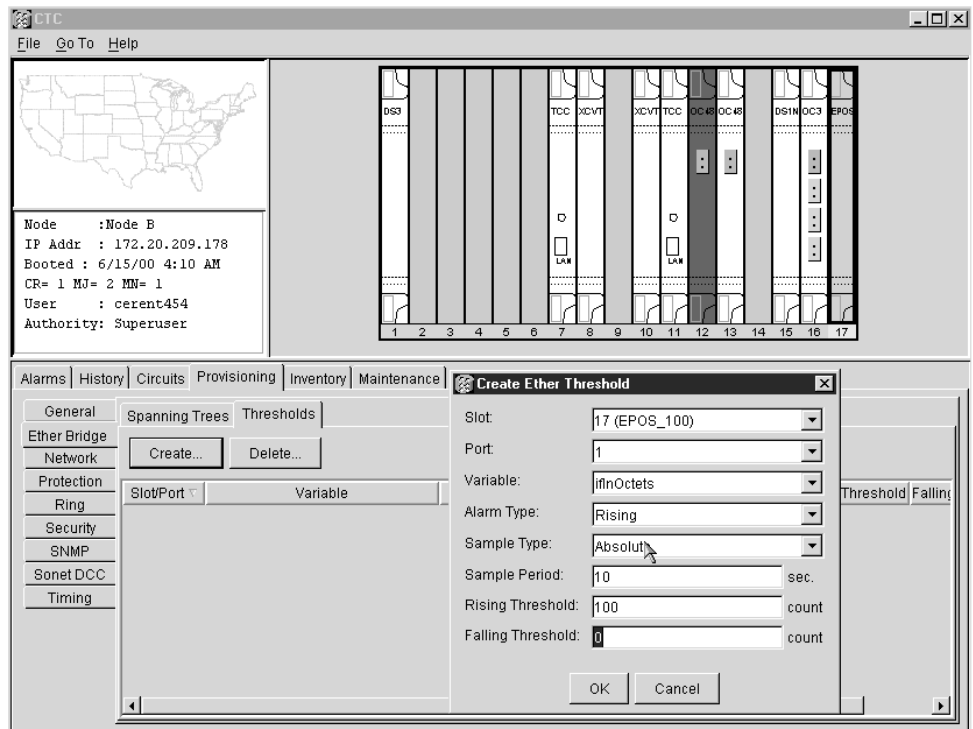 CTC
File Go To Help
DS3 TCC XCVT XCVT TCC OC48 OC48 DS1N OC3 EPOS
LAN LAN
1 2 3 4 5 6 7 8 9 10 11 12 13 14 15 16 17
Node :Node B
IP Addr : 172.20.209.178
Booted : 6/15/00 4:10 AM
CR= 1 MJ= 2 MN= 1
User : cerent454
Authority: Superuser
Alarms History Circuits Provisioning Inventory Maintenance
General
Ether Bridge
Network
Protection
Ring
Security
SNMP
Sonet DCC
Timing
Spanning Trees Thresholds
Create... Delete...
Slot/Port Variable Threshold Falling
Create Ether Threshold
Slot: 17 (EPOS_100)
Port: 1
Variable: ifInOctets
Alarm Type: Rising
Sample Type: Absolute
Sample Period: 10 sec.
Rising Threshold: 100 count
Falling Threshold: 0 count
OK Cancel